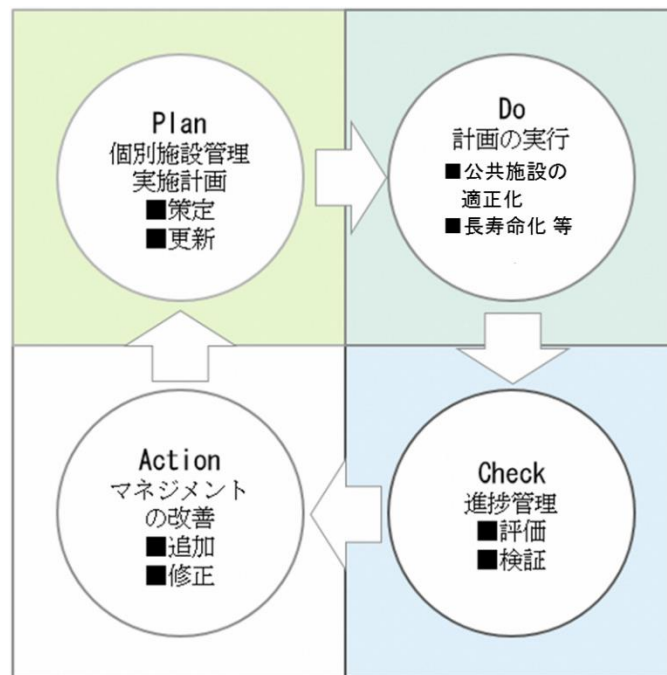 Plan
個別施設管理
実施計画
■策定
■更新
Do
計画の実行
■公共施設の
適正化
■長寿命化 等
Action
マネジメント
の改善
■追加
■修正
Check
進捗管理
■評価
■検証